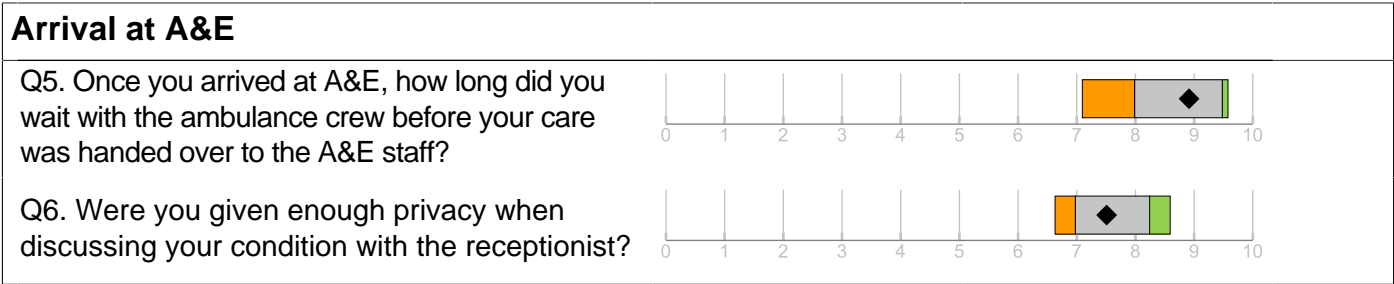 Arrival at A&E
Q5. Once you arrived at A&E, how long did you
wait with the ambulance crew before your care
was handed over to the A&E staff?
0 1 2 3 4 5 6 7 8 9 10
Q6. Were you given enough privacy when
discussing your condition with the receptionist?
0 1 2 3 4 5 6 7 8 9 10